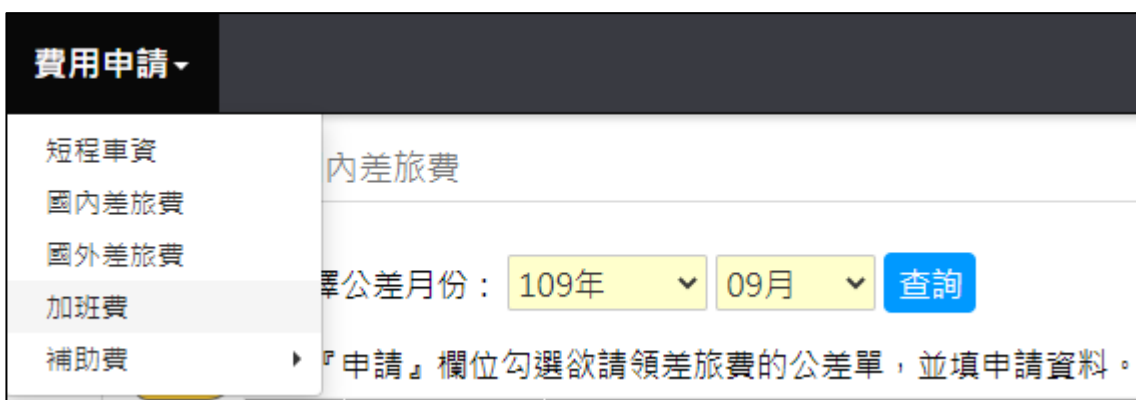 費用申請
短程車資
國內差旅費
國外差旅費
加班費
補助費
內差旅費
擇公差月份：
109年
09月
查詢
『申請』欄位勾選欲請領差旅費的公差單，並填申請資料。